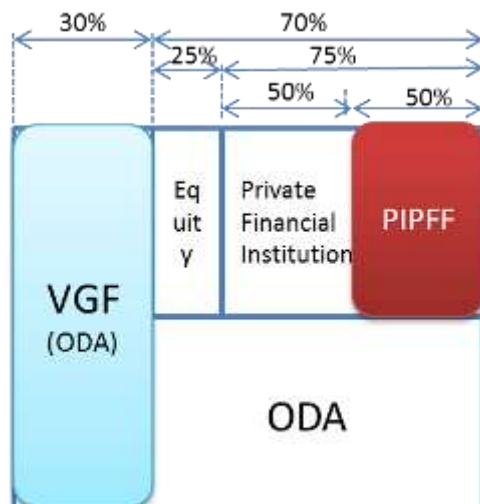 30%
70%
25%
75%
50%
50%
Eq
uit
y
Private
Financial
Institution
PIPFF
VGF
(ODA)
ODA